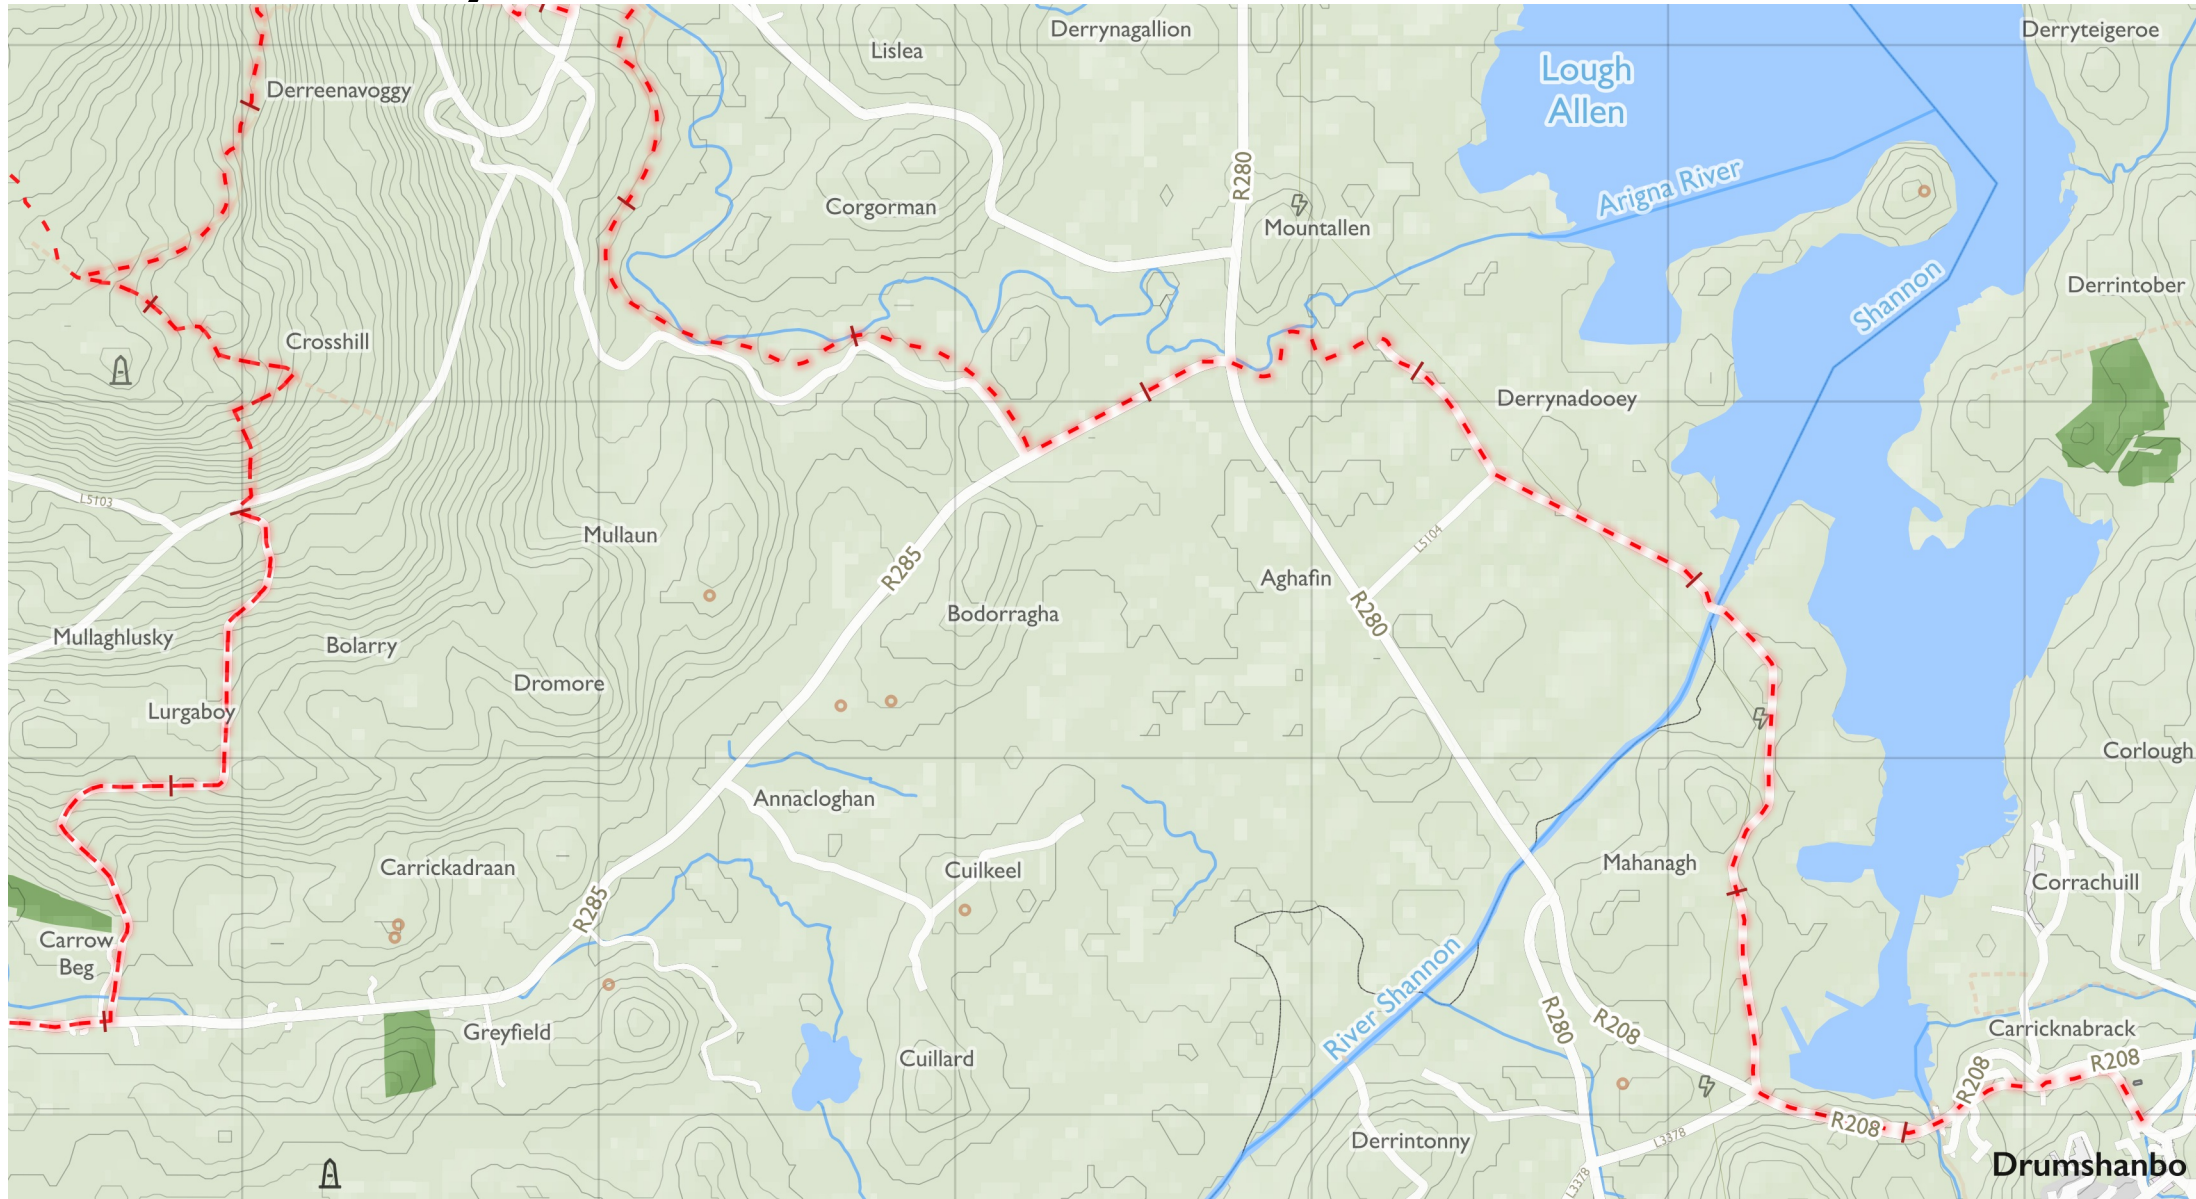 Derrynagallion
Derryteigeroe
Lislea
Lough
Allen
Derreenavoggy
R280
Arigna River
Corgorman
Mountallen
Shannon
Derrintober
Crosshill
Derrynadooey
L5103
Mullaun
L5104
R285
Aghafin
Bodorragha
R280
Mullaghlusky
Bolarry
Dromore
Lurgaboy
Corlough
Annacloghan
Carrickadraan
Cuilkeel
Mahanagh
Corrachuill
R285
Carrow
Beg
River Shannon
Greyfield
R280
R208
Carricknabrack
Cuillard
R208
R208
R208
Derrintonny
L3378
Drumshanbo
L3378